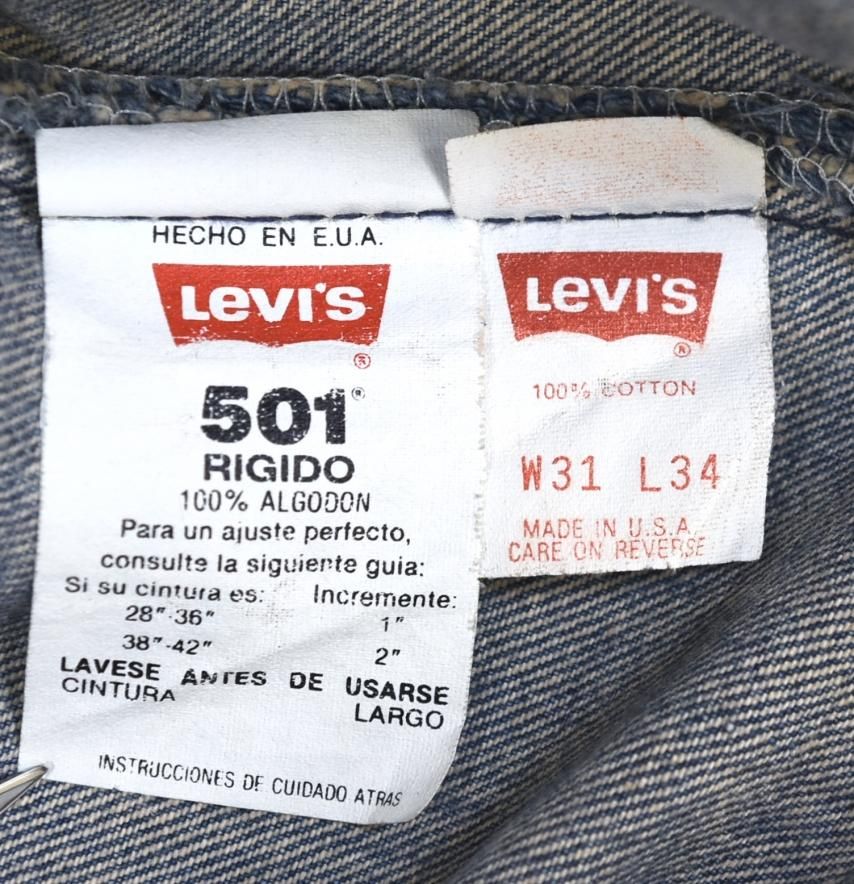 HECHO EN E.U.A.
LEVI'S
®
501®
RIGIDO
100% ALGODON
Para un ajuste perfecto,
consulte la siguiente guia:
Si su cintura es: Incremente:
28"-36" 1"
38"-42" 2"
LAVESE ANTES DE USARSE
CINTURA LARGO
INSTRUCCIONES DE CUIDADO ATRAS
LEVI'S
®
100% COTTON
W31 L34
MADE IN U.S.A.
CARE ON REVERSE